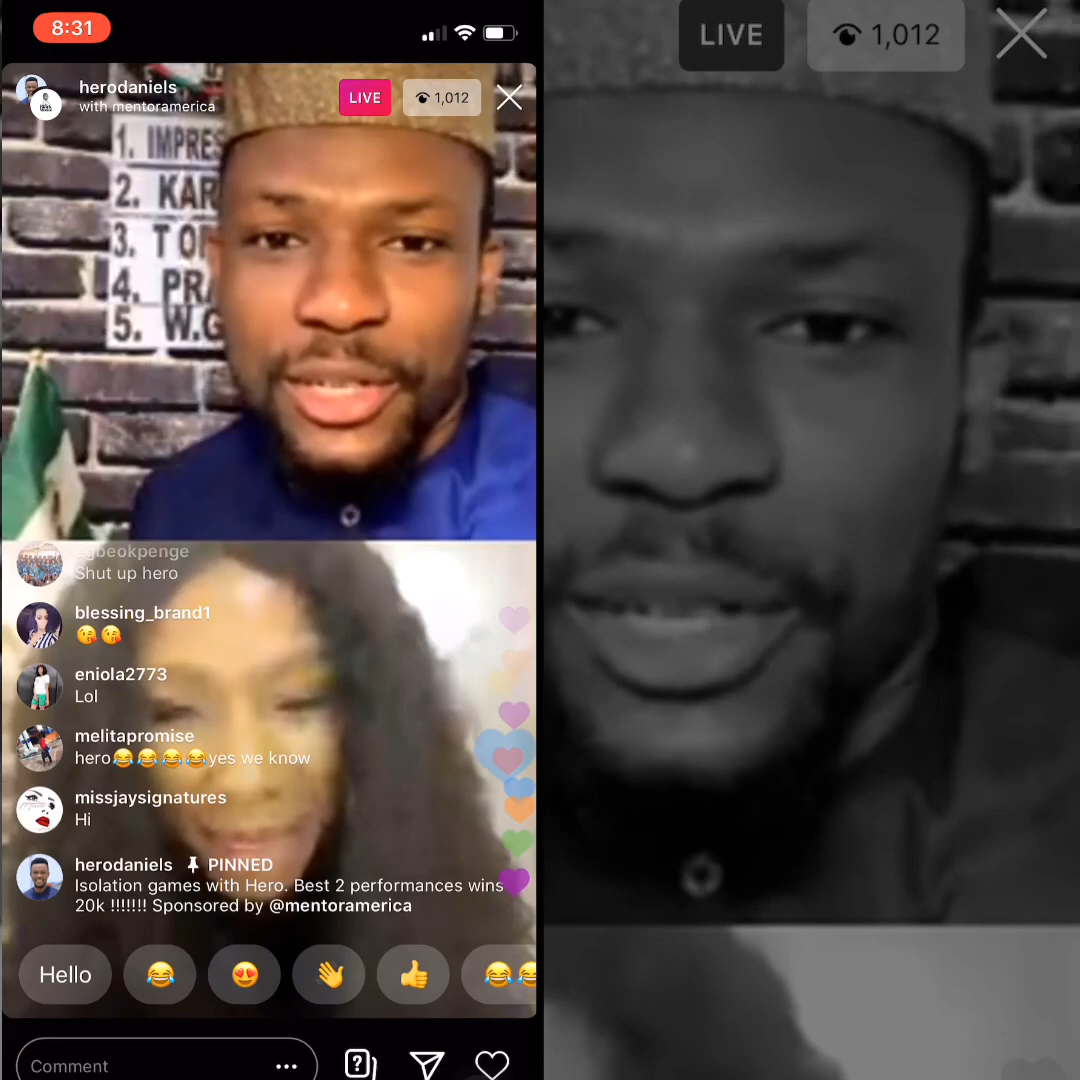 8:31
herodaniels
with mentoramerica
LIVE
1,012
1. IMPRES
2. KAR
3. TO
4. PRA
5. W.G
egbeokpenge
Shut up hero
blessing_brand1
eniola2773
Lol
melitapromise
hero😂😂😂😂yes we know
missjaysignatures
Hi
herodaniels PINNED
Isolation games with Hero. Best 2 performances wins
20k !!!!!!! Sponsored by @mentoramerica
Hello
Comment
LIVE
1,012